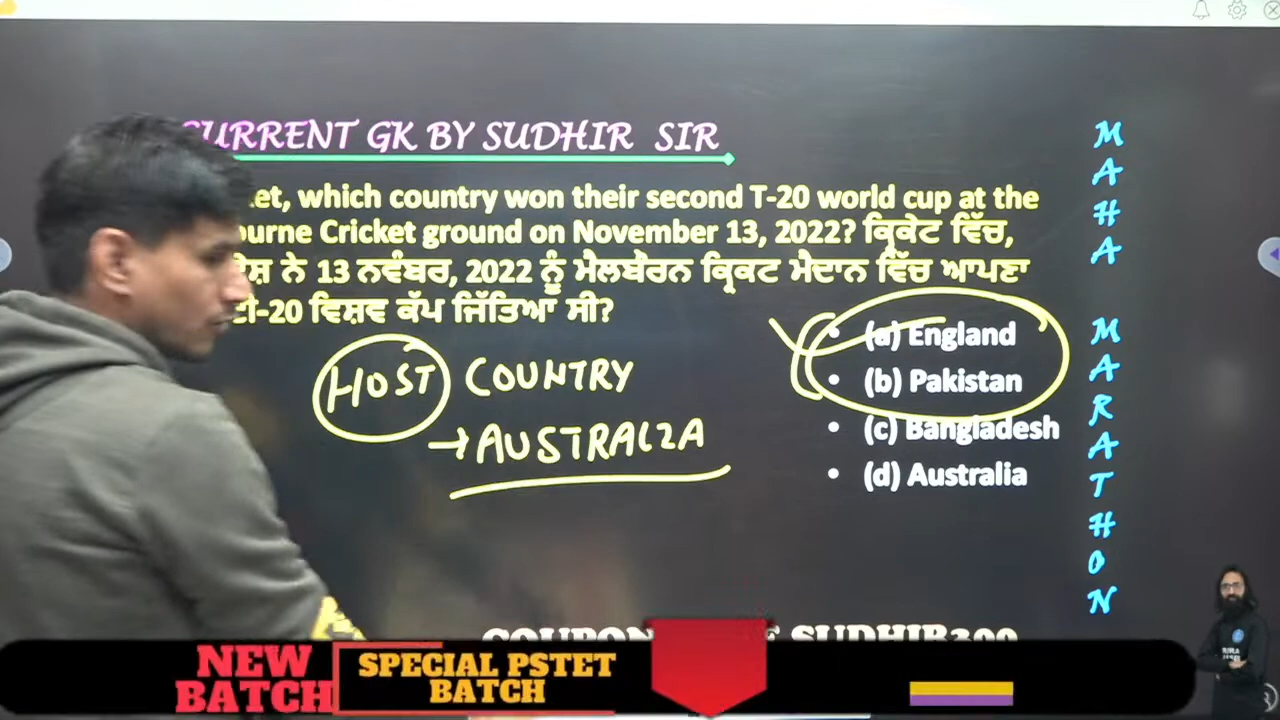 CURRENT GK BY SUDHIR SIR
which country won their second T-20 world cup at the
Cricket ground on November 13, 2022? ਕ੍ਰਿਕੇਟ ਵਿੱਚ,
ਨੇ 13 ਨਵੰਬਰ, 2022 ਨੂੰ ਮੈਲਬੌਰਨ ਕ੍ਰਿਕਟ ਮੈਦਾਨ ਵਿੱਚ ਆਪਣਾ
ਟੀ-20 ਵਿਸ਼ਵ ਕੱਪ ਜਿੱਤਿਆ ਸੀ?
(a) England
(b) Pakistan
(c) Bangladesh
(d) Australia
HOST COUNTRY
→AUSTRALIA
MAHA MARATHON
SUDHIR300
NEW BATCH
SPECIAL PSTET
BATCH